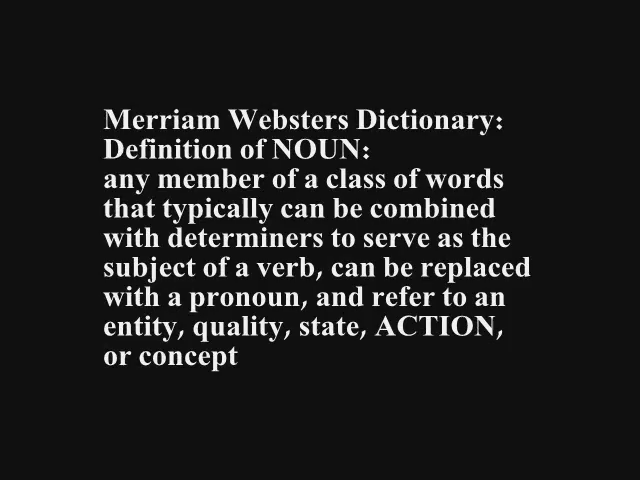 Merriam Websters Dictionary:
Definition of NOUN:
any member of a class of words
that typically can be combined
with determiners to serve as the
subject of a verb, can be replaced
with a pronoun, and refer to an
entity, quality, state, ACTION,
or concept